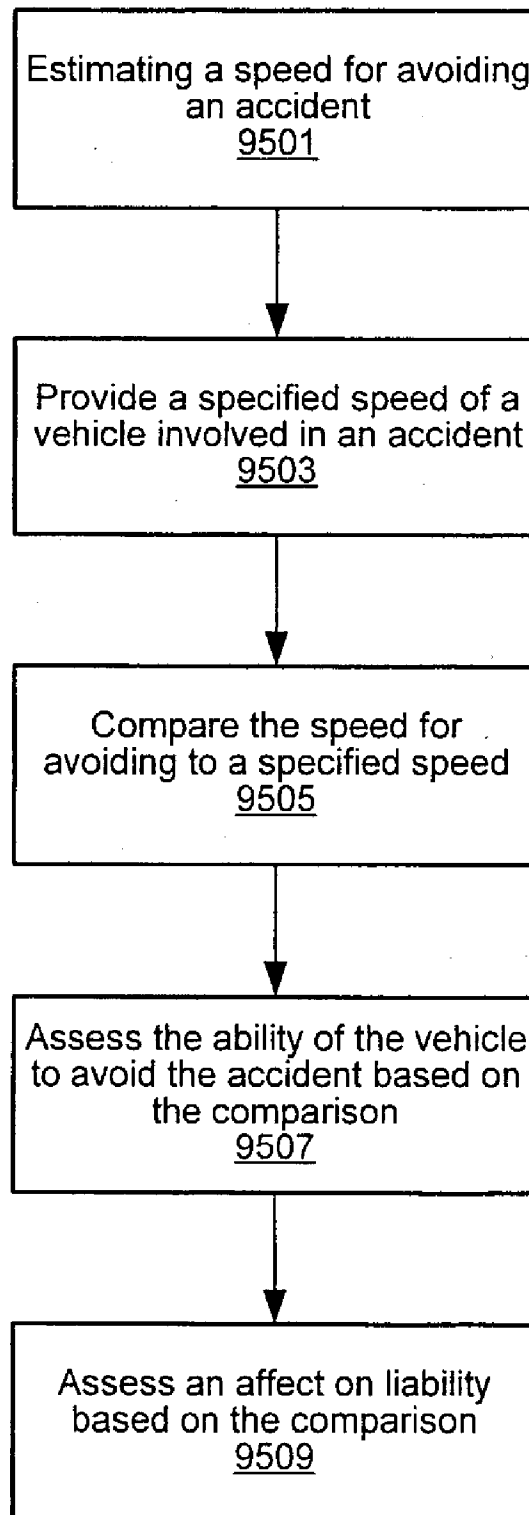 Estimating a speed for avoiding
an accident
9501
Provide a specified speed of a
vehicle involved in an accident
9503
Compare the speed for
avoiding to a specified speed
9505
Assess the ability of the vehicle
to avoid the accident based on
the comparison
9507
Assess an affect on liability
based on the comparison
9509